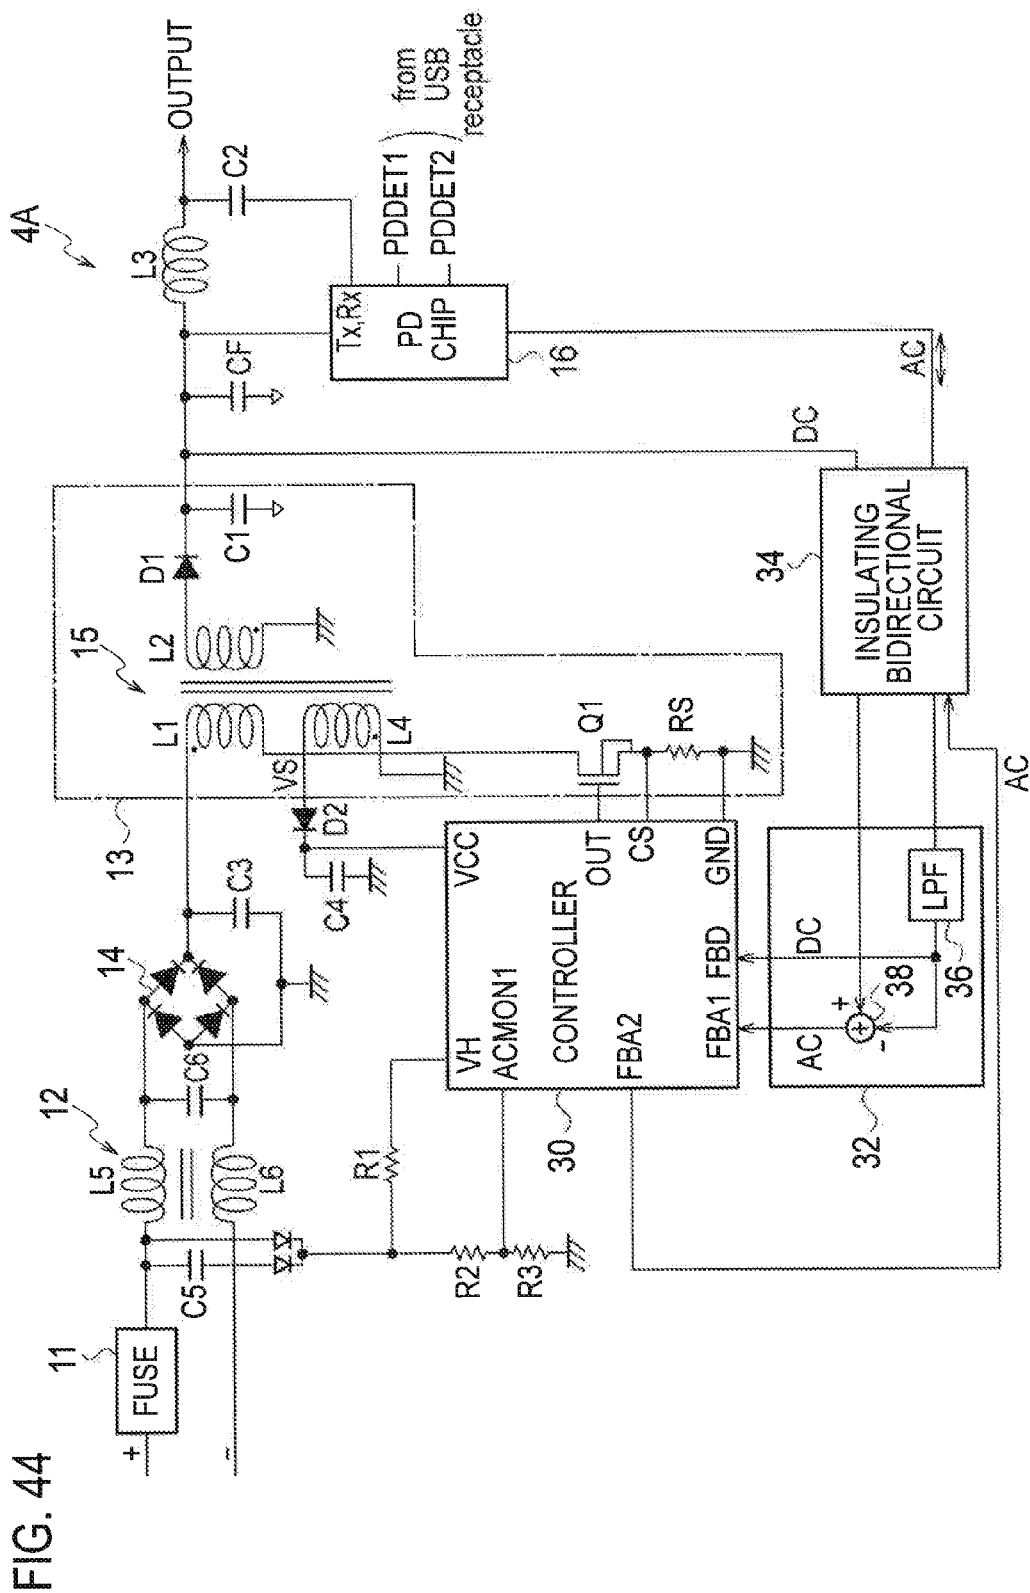 FIG. 44
4A
11
FUSE
+
-
C5
L5
L6
12
C6
14
C3
13
15
L1
L2
L4
VS
D2
C4
D1
C1
CF
L3
C2
OUTPUT
Tx,Rx
PD
CHIP
16
PDDET1
PDDET2
from
USB
receptacle
R1
R2
R3
VH
ACMON1
VCC
CONTROLLER
FBA2
OUT
CS
GND
FBA1
FBD
30
Q1
RS
AC
DC
+
-
38
LPF
36
32
34
INSULATING
BIDIRECTIONAL
CIRCUIT
DC
AC
AC